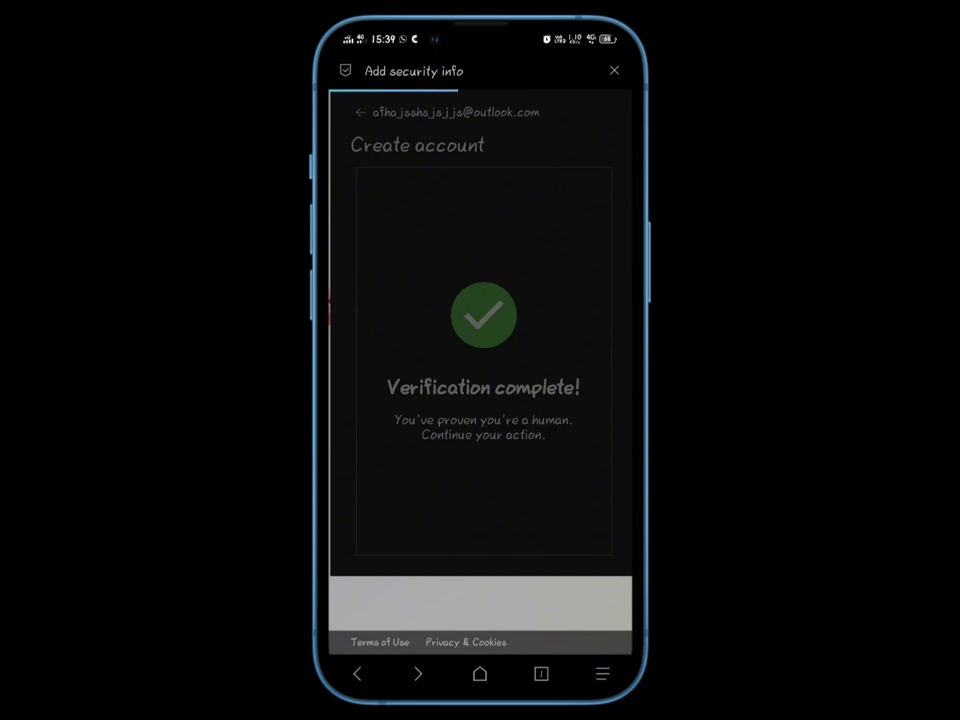 15:39
Add security info
afhajsshsjsjjs@outlook.com
Create account
Verification complete!
You've proven you're a human.
Continue your action.
Terms of Use Privacy & Cookies